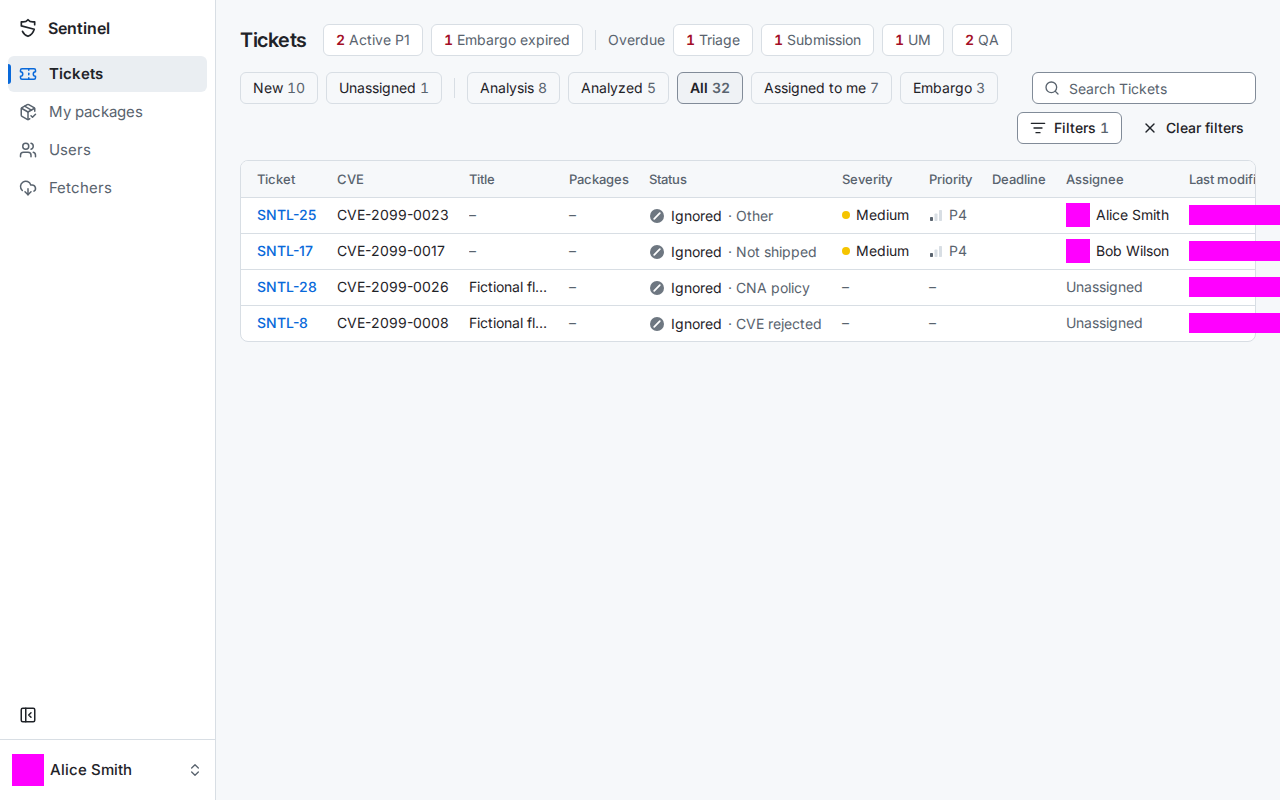 Sentinel
Tickets
My packages
Users
Fetchers
Alice Smith
Tickets 2 Active P1 1 Embargo expired Overdue 1 Triage 1 Submission 1 UM 2 QA
New 10 Unassigned 1 Analysis 8 Analyzed 5 All 32 Assigned to me 7 Embargo 3 Search Tickets
Filters 1 Clear filters
Ticket CVE Title Packages Status Severity Priority Deadline Assignee Last modifi
SNTL-25 CVE-2099-0023 – – Ignored · Other Medium P4 Alice Smith
SNTL-17 CVE-2099-0017 – – Ignored · Not shipped Medium P4 Bob Wilson
SNTL-28 CVE-2099-0026 Fictional fl... – Ignored · CNA policy – – Unassigned
SNTL-8 CVE-2099-0008 Fictional fl... – Ignored · CVE rejected – – Unassigned